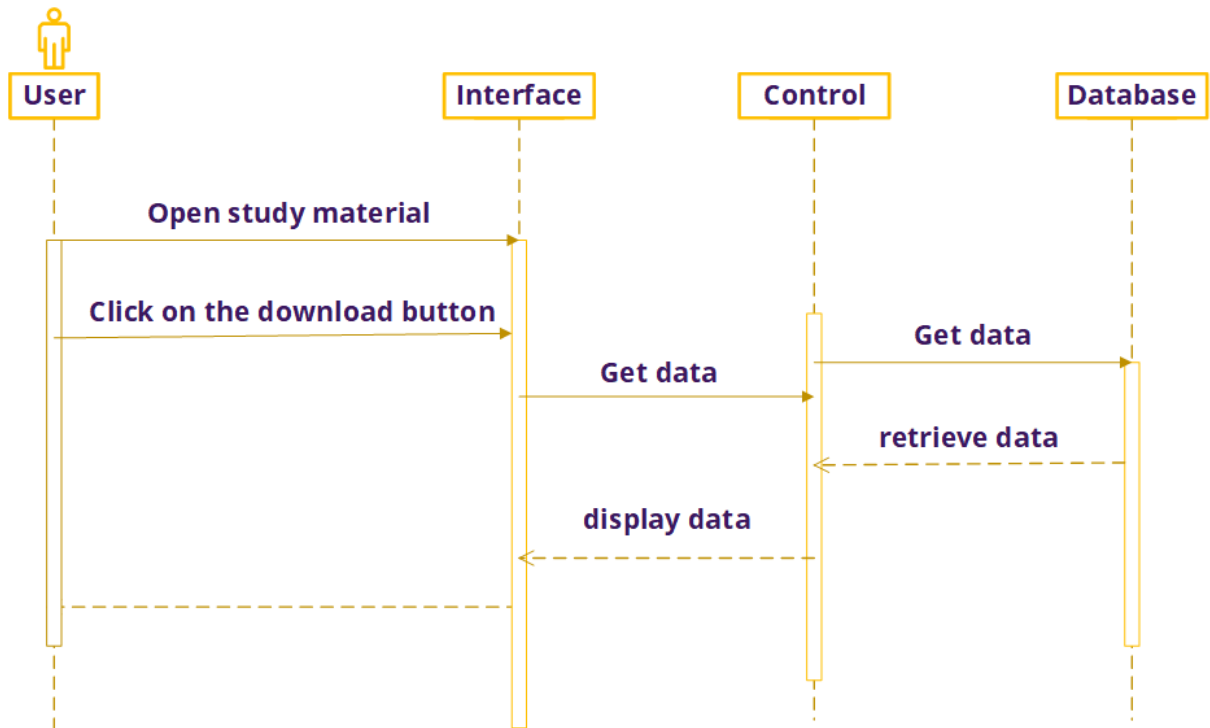 User
Interface
Control
Database
Open study material
Click on the download button
Get data
Get data
retrieve data
display data